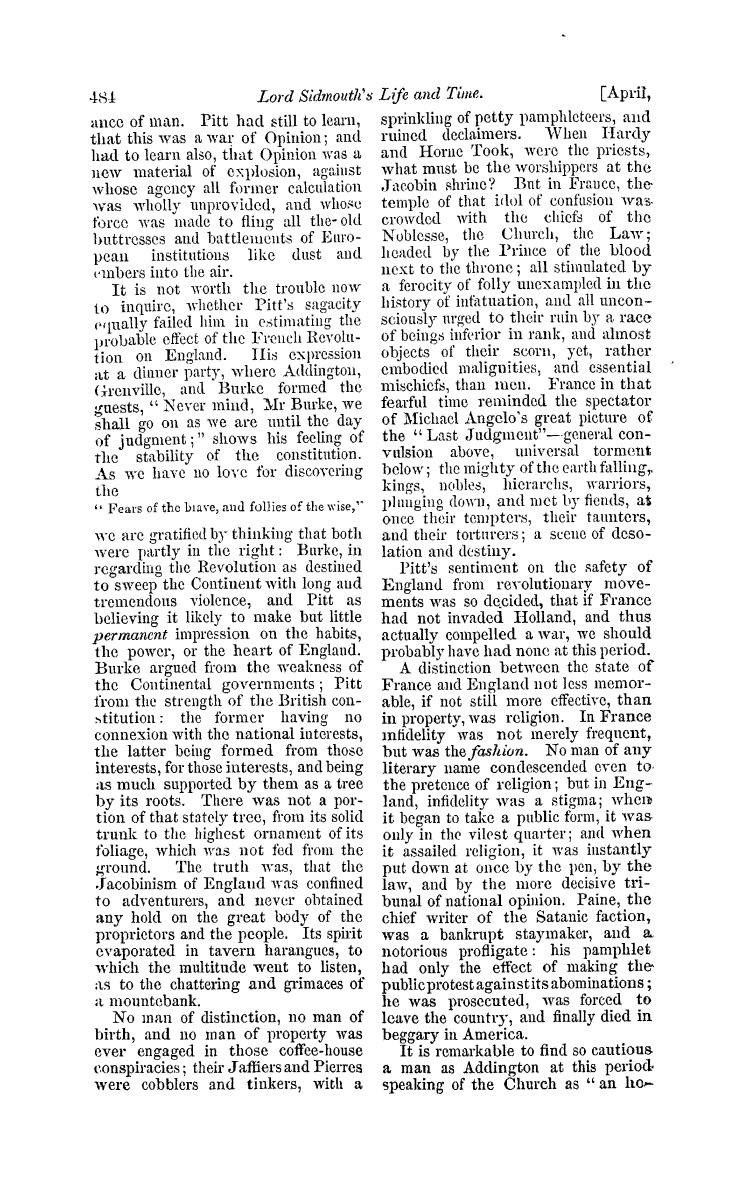 484 Lord Sidmouth's Life and Time. [April,
ance of man. Pitt had still to learn,
that this was a war of Opinion; and
had to learn also, that Opinion was a
new material of explosion, against
whose agency all former calculation
was wholly unprovided, and whose
force was made to fling all the old
buttresses and battlements of Euro-
pean institutions like dust and
embers into the air.
It is not worth the trouble now
to inquire, whether Pitt's sagacity
equally failed him in estimating the
probable effect of the French Revolu-
tion on England. His expression
at a dinner party, where Addington,
Grenville, and Burke formed the
guests, "Never mind, Mr Burke, we
shall go on as we are until the day
of judgment;" shows his feeling of
the stability of the constitution.
As we have no love for discovering
the
"Fears of the brave, and follies of the wise,"
we are gratified by thinking that both
were partly in the right: Burke, in
regarding the Revolution as destined
to sweep the Continent with long and
tremendous violence, and Pitt as
believing it likely to make but little
permanent impression on the habits,
the power, or the heart of England.
Burke argued from the weakness of
the Continental governments; Pitt
from the strength of the British con-
stitution: the former having no
connexion with the national interests,
the latter being formed from those
interests, for those interests, and being
as much supported by them as a tree
by its roots. There was not a por-
tion of that stately tree, from its solid
trunk to the highest ornament of its
foliage, which was not fed from the
ground. The truth was, that the
Jacobinism of England was confined
to adventurers, and never obtained
any hold on the great body of the
proprietors and the people. Its spirit
evaporated in tavern harangues, to
which the multitude went to listen,
as to the chattering and grimaces of
a mountebank.
No man of distinction, no man of
birth, and no man of property was
ever engaged in those coffee-house
conspiracies; their Jaffiers and Pierres
were cobblers and tinkers, with a
sprinkling of petty pamphleteers, and
ruined declaimers. When Hardy
and Horne Took, were the priests,
what must be the worshippers at the
Jacobin shrine? But in France, the
temple of that idol of confusion was
crowded with the chiefs of the
Noblesse, the Church, the Law;
headed by the Prince of the blood
next to the throne; all stimulated by
a ferocity of folly unexampled in the
history of infatuation, and all uncon-
sciously urged to their ruin by a race
of beings inferior in rank, and almost
objects of their scorn, yet, rather
embodied malignities, and essential
mischiefs, than men. France in that
fearful time reminded the spectator
of Michael Angelo's great picture of
the "Last Judgment"—general con-
vulsion above, universal torment
below; the mighty of the earth falling,
kings, nobles, hierarchs, warriors,
plunging down, and met by fiends, at
once their tempters, their taunters,
and their torturers; a scene of deso-
lation and destiny.
Pitt's sentiment on the safety of
England from revolutionary move-
ments was so decided, that if France
had not invaded Holland, and thus
actually compelled a war, we should
probably have had none at this period.
A distinction between the state of
France and England not less memor-
able, if not still more effective, than
in property, was religion. In France
infidelity was not merely frequent,
but was the fashion. No man of any
literary name condescended even to
the pretence of religion; but in Eng-
land, infidelity was a stigma; when
it began to take a public form, it was
only in the vilest quarter; and when
it assailed religion, it was instantly
put down at once by the pen, by the
law, and by the more decisive tri-
bunal of national opinion. Paine, the
chief writer of the Satanic faction,
was a bankrupt staymaker, and a
notorious profligate: his pamphlet
had only the effect of making the
public protest against its abominations;
he was prosecuted, was forced to
leave the country, and finally died in
beggary in America.
It is remarkable to find so cautious
a man as Addington at this period
speaking of the Church as "an ho-